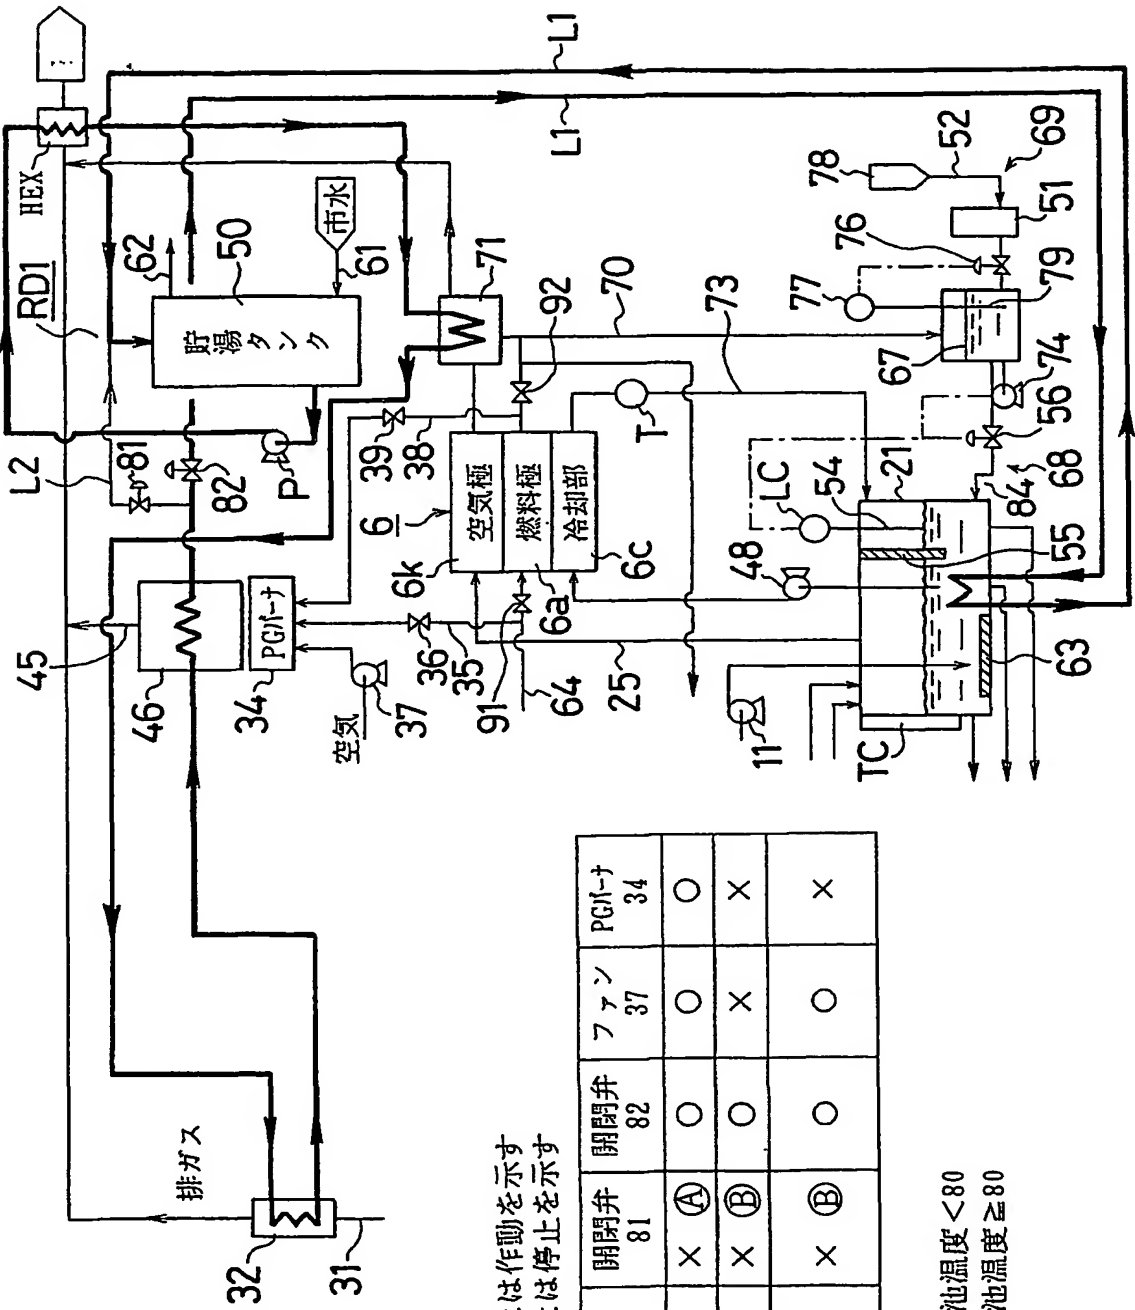 HEX
RD1
62
貯湯タンク
50
市水
61
L1
L1
L2
81
82
P
71
92
70
39
38
6
空気極
燃料極
冷却部
6k
6a
6c
T
73
78
52
69
51
76
79
77
67
74
56
68
84
21
54
LC
55
48
63
11
TC
25
64
91
35
36
37
空気
PGバーナ
34
45
46
排ガス
32
31
は作動を示す
は停止を示す
開閉弁 81
開閉弁 82
ファン 37
PGバーナ 34
× Ⓐ ○ ○ ○
× Ⓑ ○ × ×
× Ⓑ ○ ○ ×
池温度<80
池温度≧80